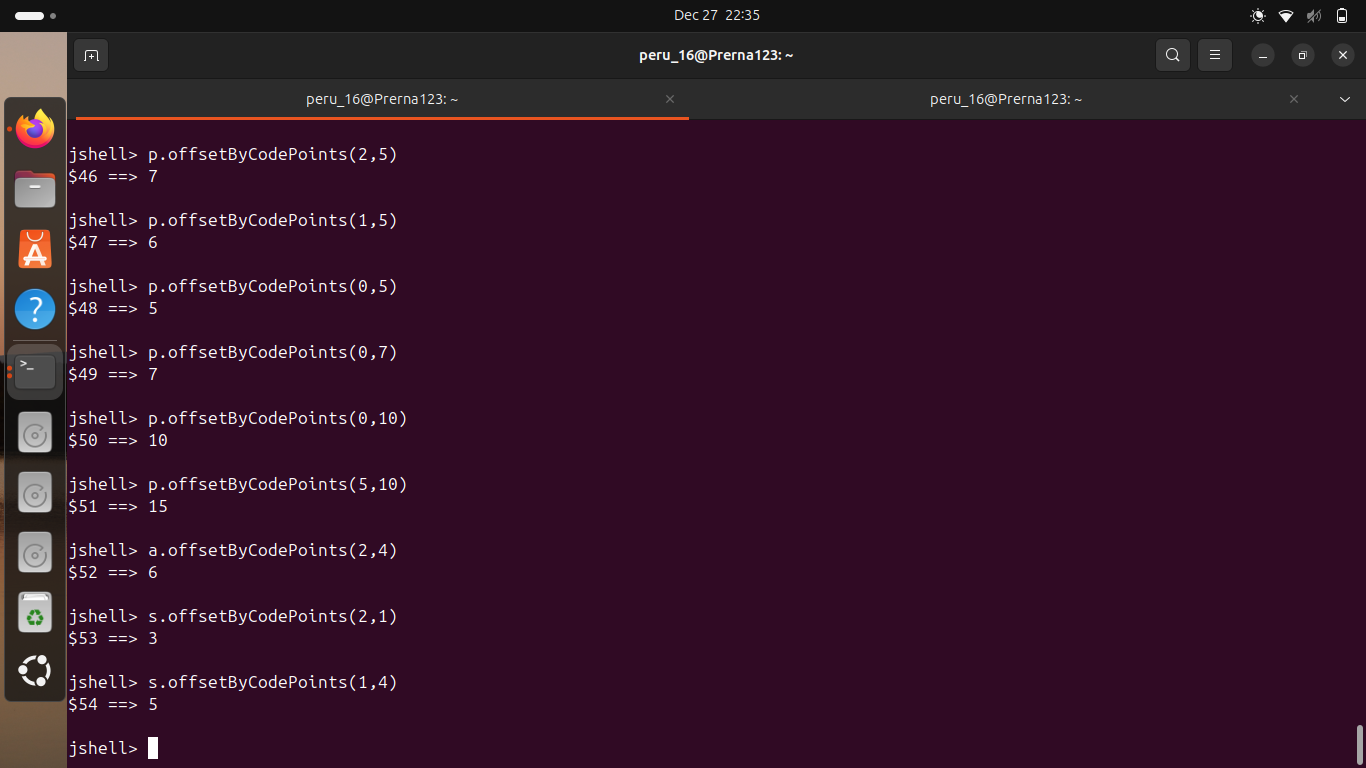 Dec 27 22:35
peru_16@Prerna123: ~
peru_16@Prerna123: ~
peru_16@Prerna123: ~
jshell> p.offsetByCodePoints(2,5)
$46 ==> 7
jshell> p.offsetByCodePoints(1,5)
$47 ==> 6
jshell> p.offsetByCodePoints(0,5)
$48 ==> 5
jshell> p.offsetByCodePoints(0,7)
$49 ==> 7
jshell> p.offsetByCodePoints(0,10)
$50 ==> 10
jshell> p.offsetByCodePoints(5,10)
$51 ==> 15
jshell> a.offsetByCodePoints(2,4)
$52 ==> 6
jshell> s.offsetByCodePoints(2,1)
$53 ==> 3
jshell> s.offsetByCodePoints(1,4)
$54 ==> 5
jshell>